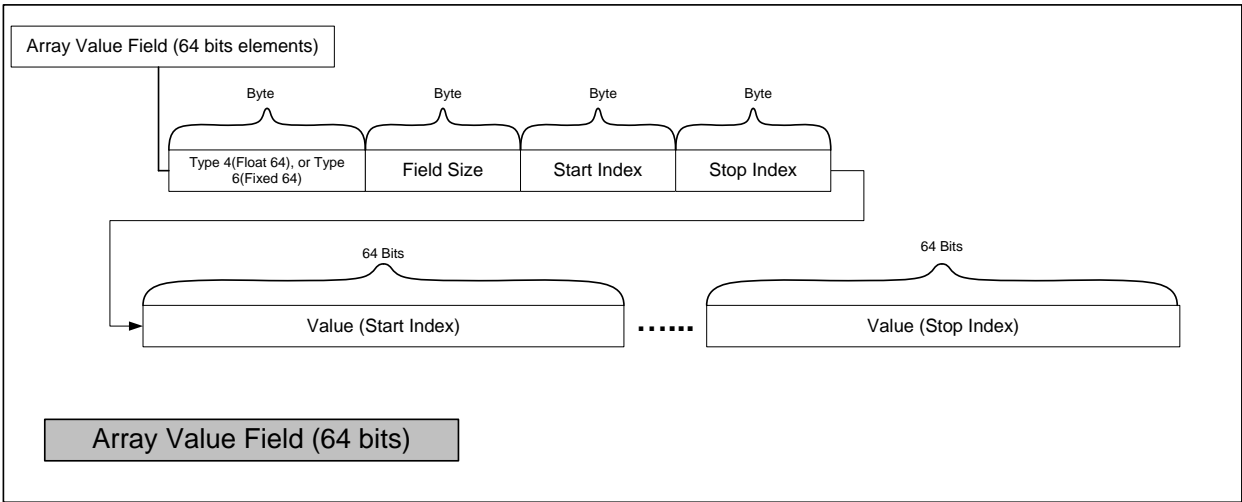 Array Value Field (64 bits elements)
Byte
Byte
Byte
Byte
Type 4(Float 64), or Type
6(Fixed 64)
Field Size
Start Index
Stop Index
64 Bits
64 Bits
Value (Start Index)
…...
Value (Stop Index)
Array Value Field (64 bits)